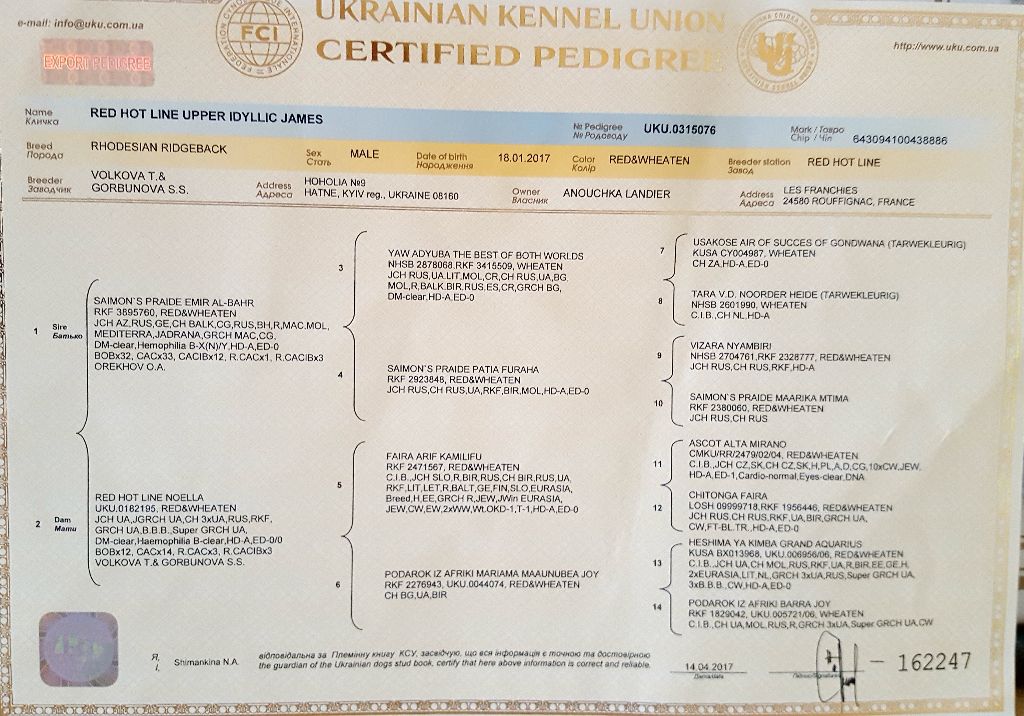 UKRAINIAN KENNEL UNION
e-mail: info@uku.com.ua
FCI
CERTIFIED PEDIGREE
http://www.uku.com.ua
EXPORT PEDIGREE
Name RED HOT LINE UPPER IDYLLIC JAMES
Кличка
№ Pedigree UKU.0315076
№ Родоводу
Mark / Тавро
Chip / Чіп 643094100438886
Breed RHODESIAN RIDGEBACK
Порода
Sex MALE
Стать
Date of birth 18.01.2017
Народження
Color RED&WHEATEN
Колір
Breeder station RED HOT LINE
Завод
Breeder VOLKOVA T.&
Заводчик GORBUNOVA S.S.
Address HOHOLIA №9
Адреса HATNE, KYIV reg., UKRAINE 08160
Owner ANOUCHKA LANDIER
Власник
Address LES FRANCHIES
Адреса 24580 ROUFFIGNAC, FRANCE
1 Sire
Батько
SAIMON`S PRAIDE EMIR AL-BAHR
RKF 3895760, RED&WHEATEN
JCH AZ,RUS,GE,CH BALK,CG,RUS,BH,R,MAC,MOL,
MEDITERRA,JADRANA,GRCH MAC,CG.
DM-clear,Hemophilia B-X(N)/Y,HD-A,ED-0
BOBx32, CACx33, CACIBx12, R.CACx1, R.CACIBx3
OREKHOV O.A.
2 Dam
Мати
RED HOT LINE NOELLA
UKU.0182195, RED&WHEATEN
JCH UA,JGRCH UA,CH 3xUA,RUS,RKF,
GRCH UA,B.B.B.,Super GRCH UA,
DM-clear,Haemophilia B-clear,HD-A,ED-0/0
BOBx12, CACx14, R.CACx3, R.CACIBx3
VOLKOVA T.& GORBUNOVA S.S.
3
YAW ADYUBA THE BEST OF BOTH WORLDS
NHSB 2878068,RKF 3415509, WHEATEN
JCH RUS,UA,LIT,MOL,CR,CH RUS,UA,BG,
MOL,R,BALK,BIR,RUS,ES,CR,GRCH BG,
DM-clear,HD-A,ED-0
4
SAIMON`S PRAIDE PATIA FURAHA
RKF 2923848, RED&WHEATEN
JCH RUS,CH RUS,UA,RKF,BIR,MOL,HD-A,ED-0
5
FAIRA ARIF KAMILIFU
RKF 2471567, RED&WHEATEN
C.I.B.,JCH SLO,R,BIR,RUS,CH BIR,RUS,UA,
RKF,LIT,LET,R,BALT,GE,FIN,SLO,EURASIA,
Breed,H,EE,GRCH R,JEW,JWin EURASIA,
JEW,CW,EW,2xWW,WLOKD-1,T-1,HD-A,ED-0
6
PODAROK IZ AFRIKI MARIAMA MAAUNUBEA JOY
RKF 2276943, UKU.0044074, RED&WHEATEN
CH BG,UA,BIR
7
USAKOSE AIR OF SUCCES OF GONDWANA (TARWEKLEURIG)
KUSA CY004987, WHEATEN
CH ZA,HD-A,ED-0
8
TARA V.D. NOORDER HEIDE (TARWEKLEURIG)
NHSB 2601990, WHEATEN
C.I.B.,CH NL,HD-A
9
VIZARA NYAMBIRI
NHSB 2704761,RKF 2328777, RED&WHEATEN
JCH RUS,CH RUS,RKF,HD-A
10
SAIMON`S PRAIDE MAARIKA MTIMA
RKF 2380060, RED&WHEATEN
JCH RUS,CH RUS
11
ASCOT ALTA MIRANO
CMKU/RR/2479/02/04, RED&WHEATEN
C.I.B.,JCH CZ,SK,CH CZ,SK,H,PL,A,D,CG,10xCW,JEW,
HD-A,ED-1,Cardio-normal,Eyes-clear,DNA
12
CHITONGA FAIRA
LOSH 09999718,RKF 1956446, RED&WHEATEN
JCH RUS,CH RUS,RKF,UA,BIR,GRCH UA,
CW,FT-BL,TR.,HD-A,ED-0
13
HESHIMA YA KIMBA GRAND AQUARIUS
KUSA BX013968, UKU.006956/06, RED&WHEATEN
C.I.B.,JCH UA,CH MOL,RUS,RKF,UA,R,BIR,EE,GE,H,
2xEURASIA,LIT,NL,GRCH 3xUA,RUS,Super GRCH UA,
3xB.B.B.,CW,HD-A,ED-0
14
PODAROK IZ AFRIKI BARRA JOY
RKF 1829042, UKU.005721/06, WHEATEN
C.I.B.,CH UA,MOL,RUS,R,GRCH 3xUA,Super GRCH UA,CW
Я,
I, Shimankina N.A.
відповідальна за Племінну книгу КСУ, засвідчую, що вся інформація є точною та достовірною
the guardian of the Ukrainian dogs stud book, certify that here above information is correct and reliable.
14.04.2017
Дата/date
Підпис/Signature
– 162247